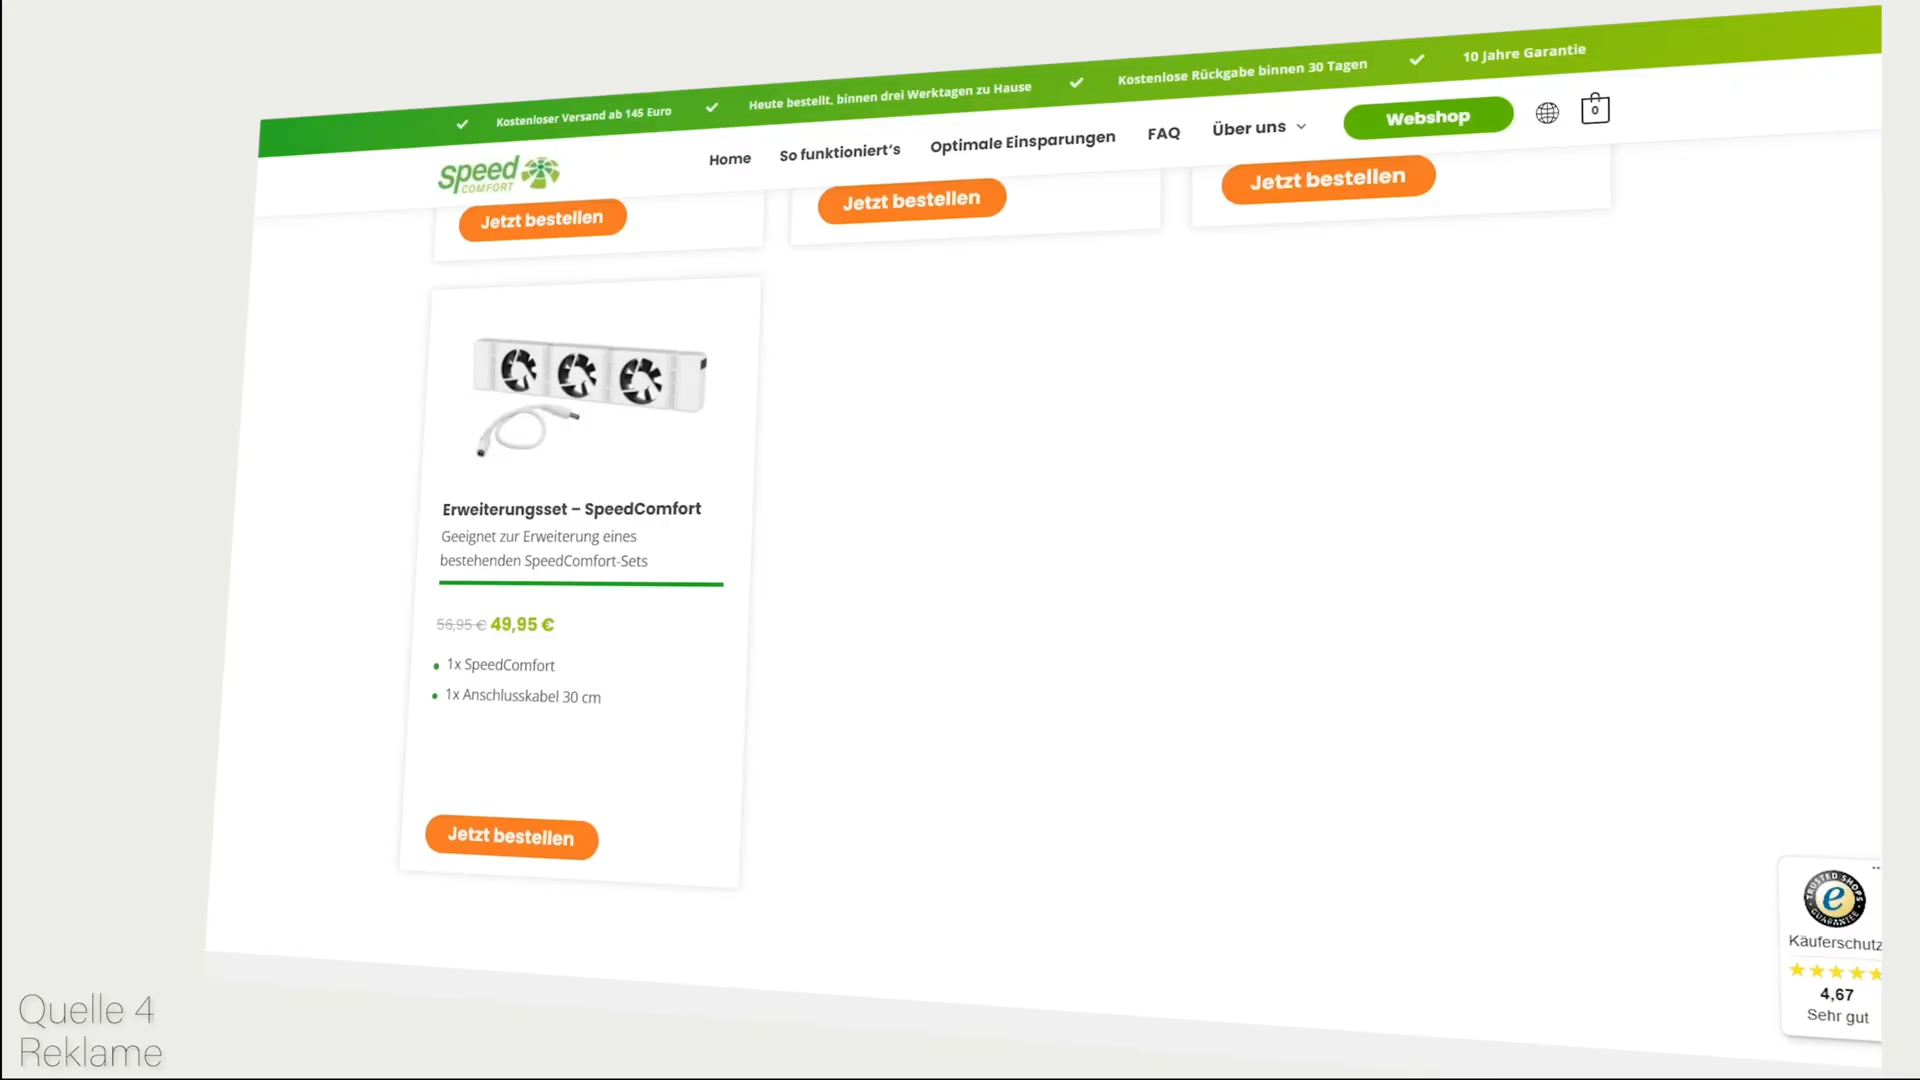 Kostenloser Versand ab 145 Euro
Heute bestellt, binnen drei Werktagen zu Hause
Kostenlose Rückgabe binnen 30 Tagen
10 Jahre Garantie
Speed
COMFORT
Home
So funktioniert‘s
Optimale Einsparungen
FAQ
Über uns
Webshop
0
Jetzt bestellen
Jetzt bestellen
Jetzt bestellen
Erweiterungsset – SpeedComfort
Geeignet zur Erweiterung eines
bestehenden SpeedComfort-Sets
56,95 € 49,95 €
1x SpeedComfort
1x Anschlusskabel 30 cm
Jetzt bestellen
TRUSTED SHOPS
e
GUARANTEE
Käuferschutz
4,67
Sehr gut
Quelle 4
Reklame